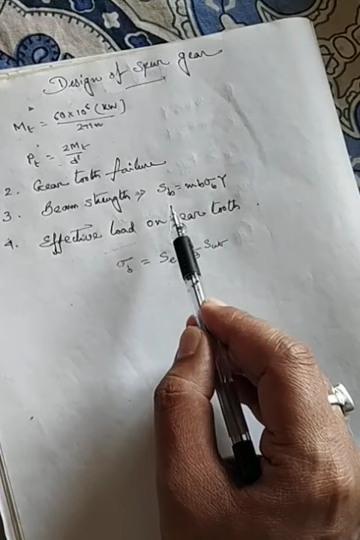 Design of spur gear
Mt = 60×10⁶(KW) / 2πn
Pt = 2Mt / d'
2. Gear tooth failure
3. Beam strength ⇒ Sb = mbσbY
4. Effective load on gear tooth
σb = Se